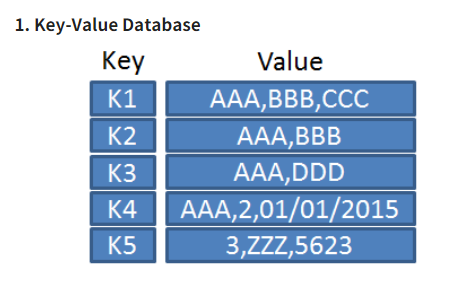 1. Key-Value Database
Key Value
K1 AAA,BBB,CCC
K2 AAA,BBB
K3 AAA,DDD
K4 AAA,2,01/01/2015
K5 3,ZZZ,5623